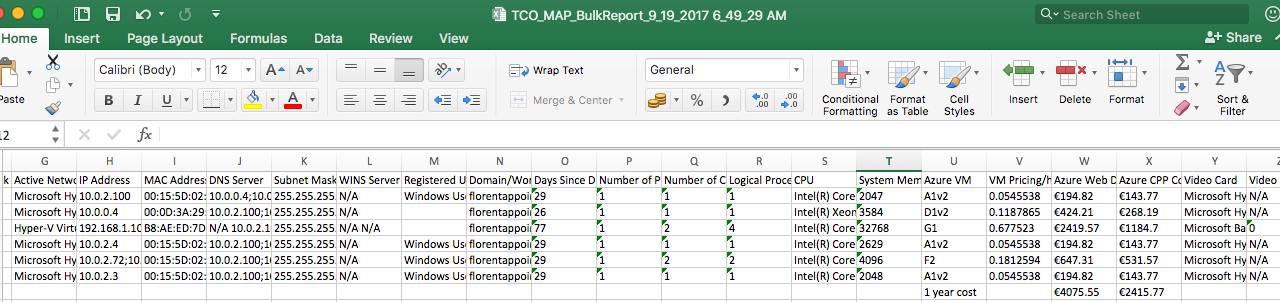 TCO_MAP_BulkReport_9_19_2017 6_49_29 AM
Search Sheet
Home Insert Page Layout Formulas Data Review View Share
Calibri (Body) 12 A A Wrap Text General
Paste B I U A Merge & Center % Conditional Formatting Format as Table Cell Styles Insert Delete Format Sort & Filter
12 fx
G H I J K L M N O P Q R S T U V W X Y Z
k Active Netwo IP Address MAC Address DNS Server Subnet Mask WINS Server Registered U Domain/Wor Days Since D Number of P Number of C Logical Proce CPU System Mem Azure VM VM Pricing/h Azure Web D Azure CPP Co Video Card Video
Microsoft Hy 10.0.2.100 00:15:5D:02: 10.0.0.4;10.0 255.255.255. N/A Windows Use florentappoi 29 1 1 1 Intel(R) Core 2047 A1v2 0.0545538 €194.82 €143.77 Microsoft Hy N/A
Microsoft Hy 10.0.0.4 00:0D:3A:29: 10.0.2.100;10 255.255.255. N/A florentappoi 26 1 1 1 Intel(R) Xeon 3584 D1v2 0.1187865 €424.21 €268.19 Microsoft Hy N/A
Hyper-V Virtu 192.168.1.10 B8:AE:ED:7D N/A 10.0.2.1 255.255.255. N/A N/A florentappoi 77 1 2 4 Intel(R) Core 32768 G1 0.677523 €2419.57 €1184.7 Microsoft Ba 0
Microsoft Hy 10.0.2.4 00:15:5D:02: 10.0.2.100;10 255.255.255. N/A Windows Use florentappoi 29 1 1 1 Intel(R) Core 2629 A1v2 0.0545538 €194.82 €143.77 Microsoft Hy N/A
Microsoft Hy 10.0.2.72;10. 00:15:5D:02: 10.0.2.100;10 255.255.255. N/A Windows Use florentappoi 29 1 2 2 Intel(R) Core 4096 F2 0.1812594 €647.31 €531.57 Microsoft Hy N/A
Microsoft Hy 10.0.2.3 00:15:5D:02: 10.0.2.100;10 255.255.255. N/A Windows Use florentappoi 29 1 1 1 Intel(R) Core 2048 A1v2 0.0545538 €194.82 €143.77 Microsoft Hy N/A
1 year cost €4075.55 €2415.77